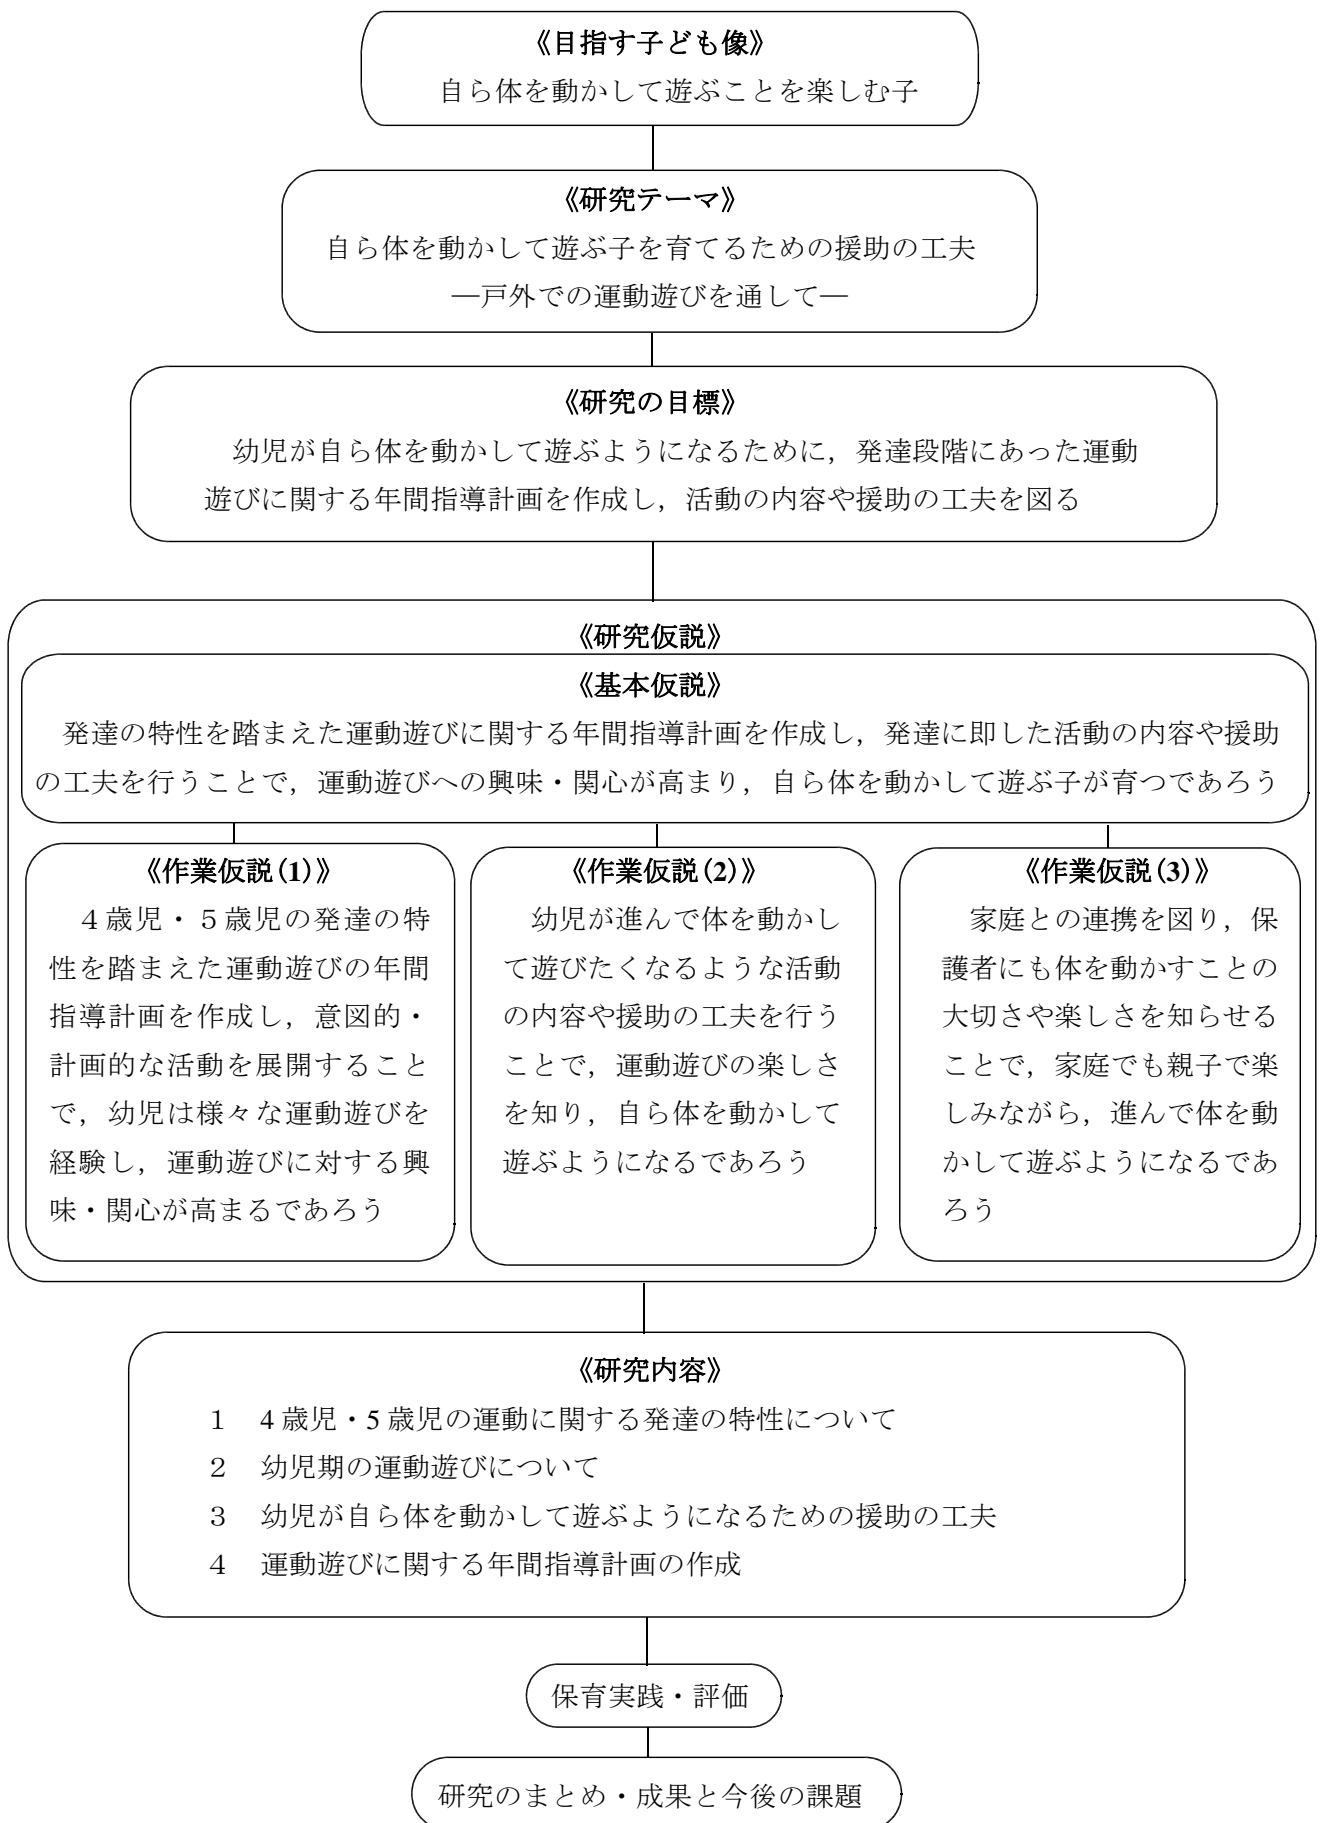 《目指す子ども像》
自ら体を動かして遊ぶことを楽しむ子
《研究テーマ》
自ら体を動かして遊ぶ子を育てるための援助の工夫
―戸外での運動遊びを通して―
《研究の目標》
幼児が自ら体を動かして遊ぶようになるために，発達段階にあった運動
遊びに関する年間指導計画を作成し，活動の内容や援助の工夫を図る
《研究仮説》
《基本仮説》
発達の特性を踏まえた運動遊びに関する年間指導計画を作成し，発達に即した活動の内容や援助
の工夫を行うことで，運動遊びへの興味・関心が高まり，自ら体を動かして遊ぶ子が育つであろう
《作業仮説(1)》
４歳児・５歳児の発達の特
性を踏まえた運動遊びの年間
指導計画を作成し，意図的・
計画的な活動を展開すること
で，幼児は様々な運動遊びを
経験し，運動遊びに対する興
味・関心が高まるであろう
《作業仮説(2)》
幼児が進んで体を動かし
て遊びたくなるような活動
の内容や援助の工夫を行う
ことで，運動遊びの楽しさ
を知り，自ら体を動かして
遊ぶようになるであろう
《作業仮説(3)》
家庭との連携を図り，保
護者にも体を動かすことの
大切さや楽しさを知らせる
ことで，家庭でも親子で楽
しみながら，進んで体を動
かして遊ぶようになるであ
ろう
《研究内容》
１　4歳児・5歳児の運動に関する発達の特性について
２　幼児期の運動遊びについて
３　幼児が自ら体を動かして遊ぶようになるための援助の工夫
４　運動遊びに関する年間指導計画の作成
保育実践・評価
研究のまとめ・成果と今後の課題